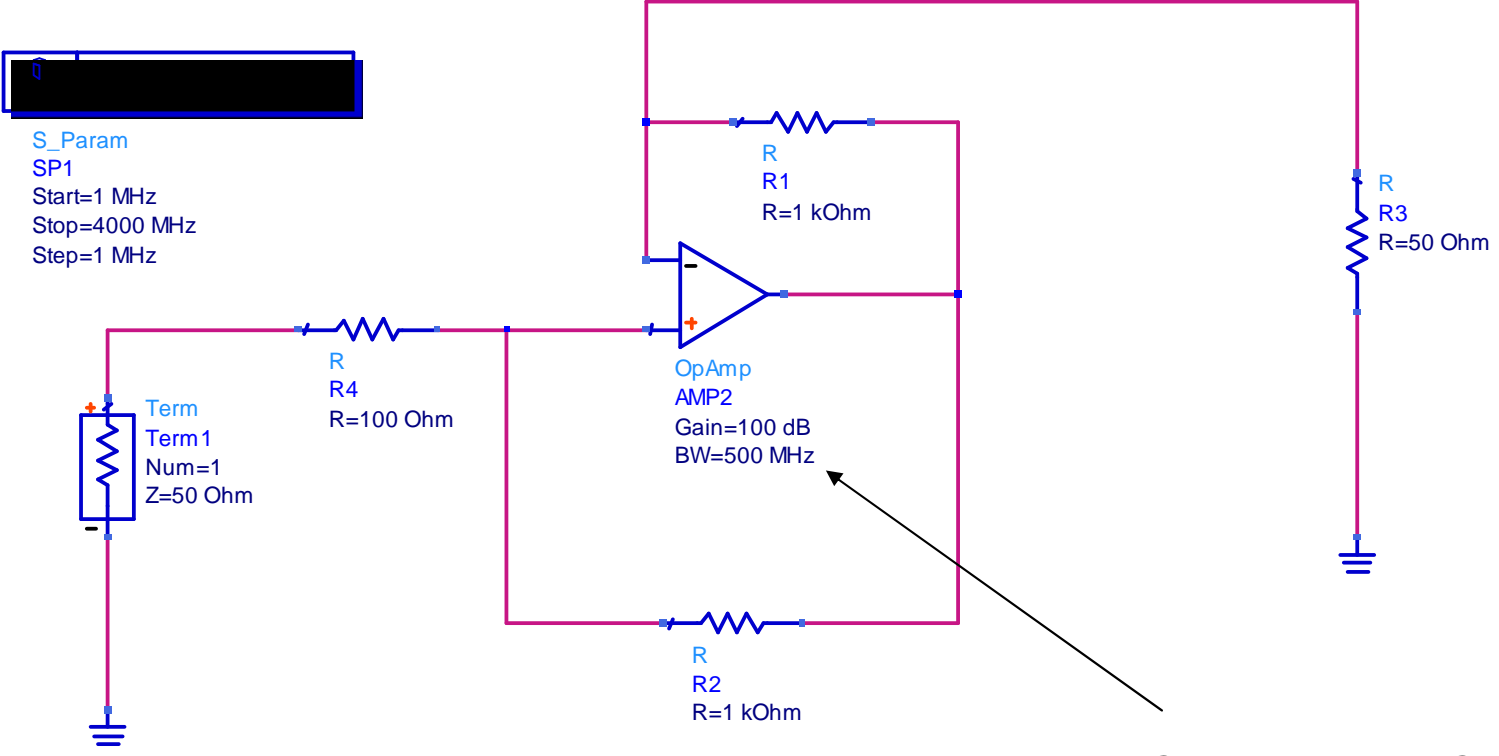 S_Param
SP1
Start=1 MHz
Stop=4000 MHz
Step=1 MHz
R
R1
R=1 kOhm
R
R3
R=50 Ohm
R
R4
R=100 Ohm
OpAmp
AMP2
Gain=100 dB
BW=500 MHz
Term
Term1
Num=1
Z=50 Ohm
R
R2
R=1 kOhm